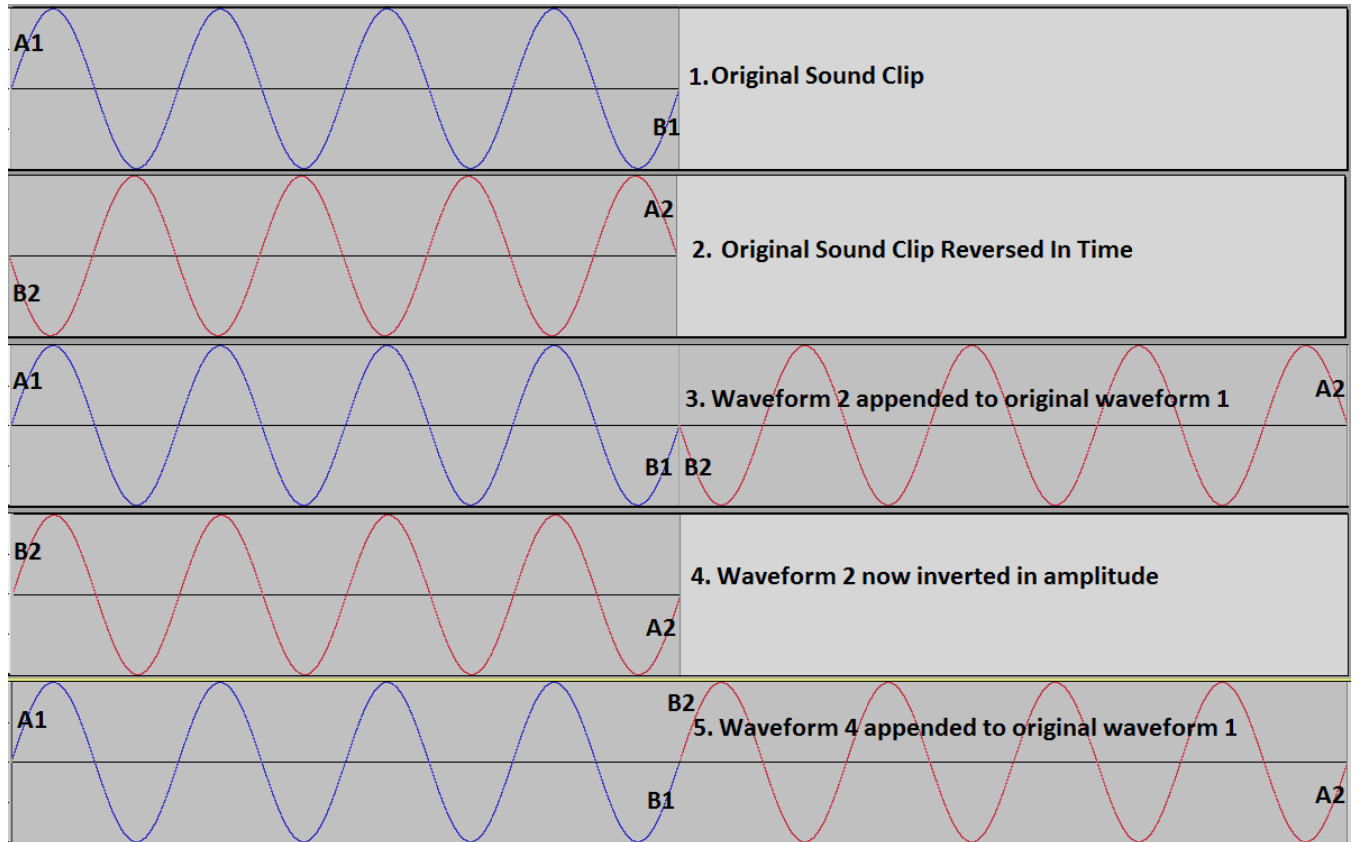 A1
1.Original Sound Clip
B1
A2
2. Original Sound Clip Reversed In Time
B2
A1
3. Waveform 2 appended to original waveform 1
A2
B1 B2
B2
4. Waveform 2 now inverted in amplitude
A2
B2
A1
5. Waveform 4 appended to original waveform 1
B1
A2